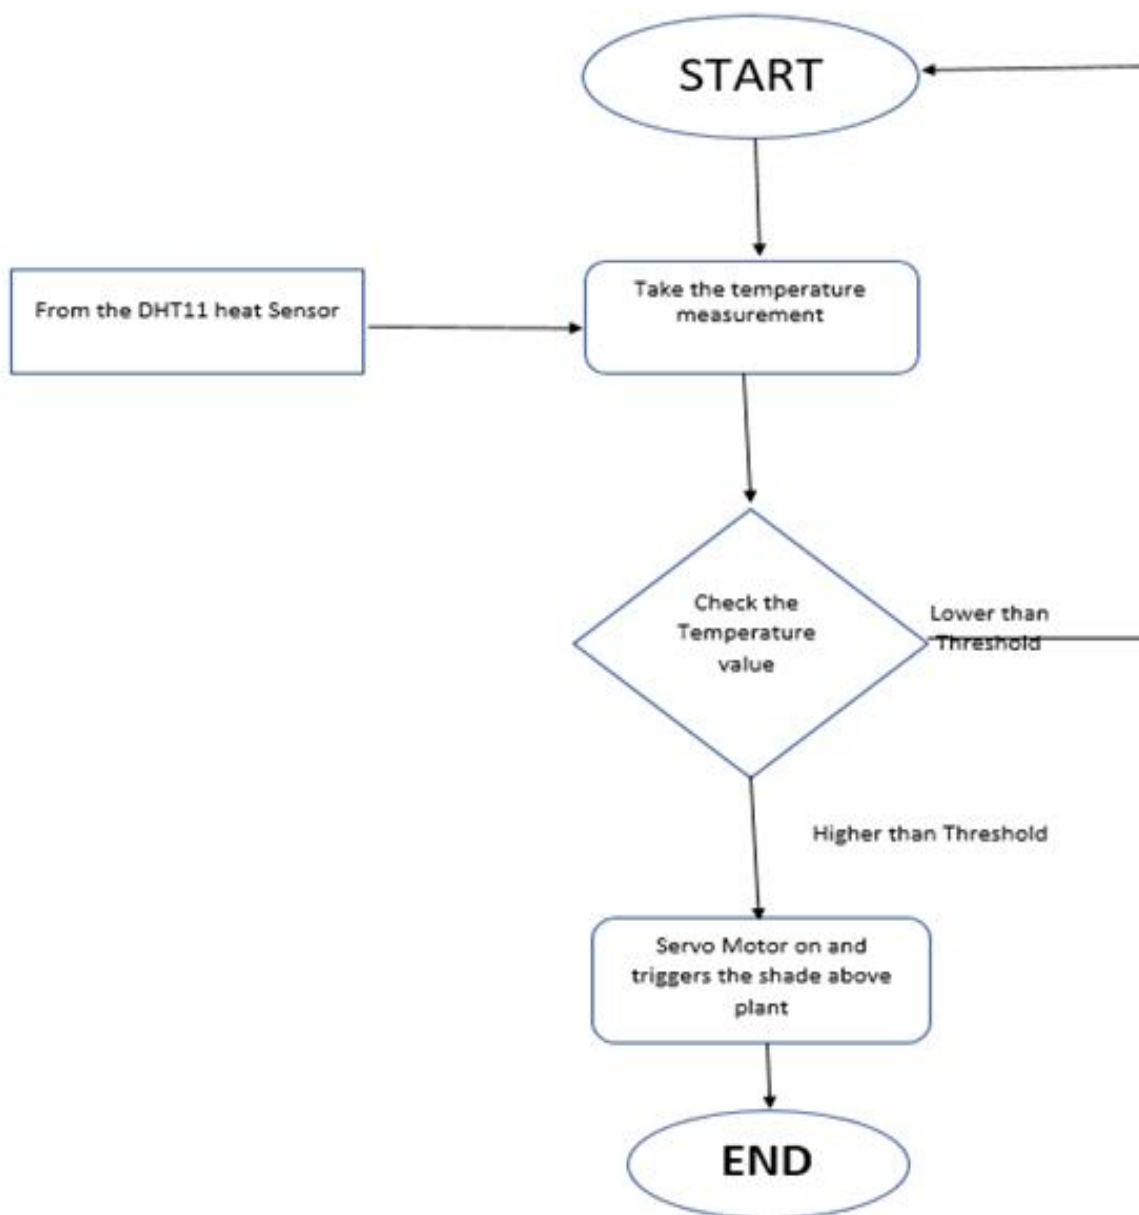 START
From the DHT11 heat Sensor
Take the temperature
measurement
Check the
Temperature
value
Lower than
Threshold
Higher than Threshold
Servo Motor on and
triggers the shade above
plant
END